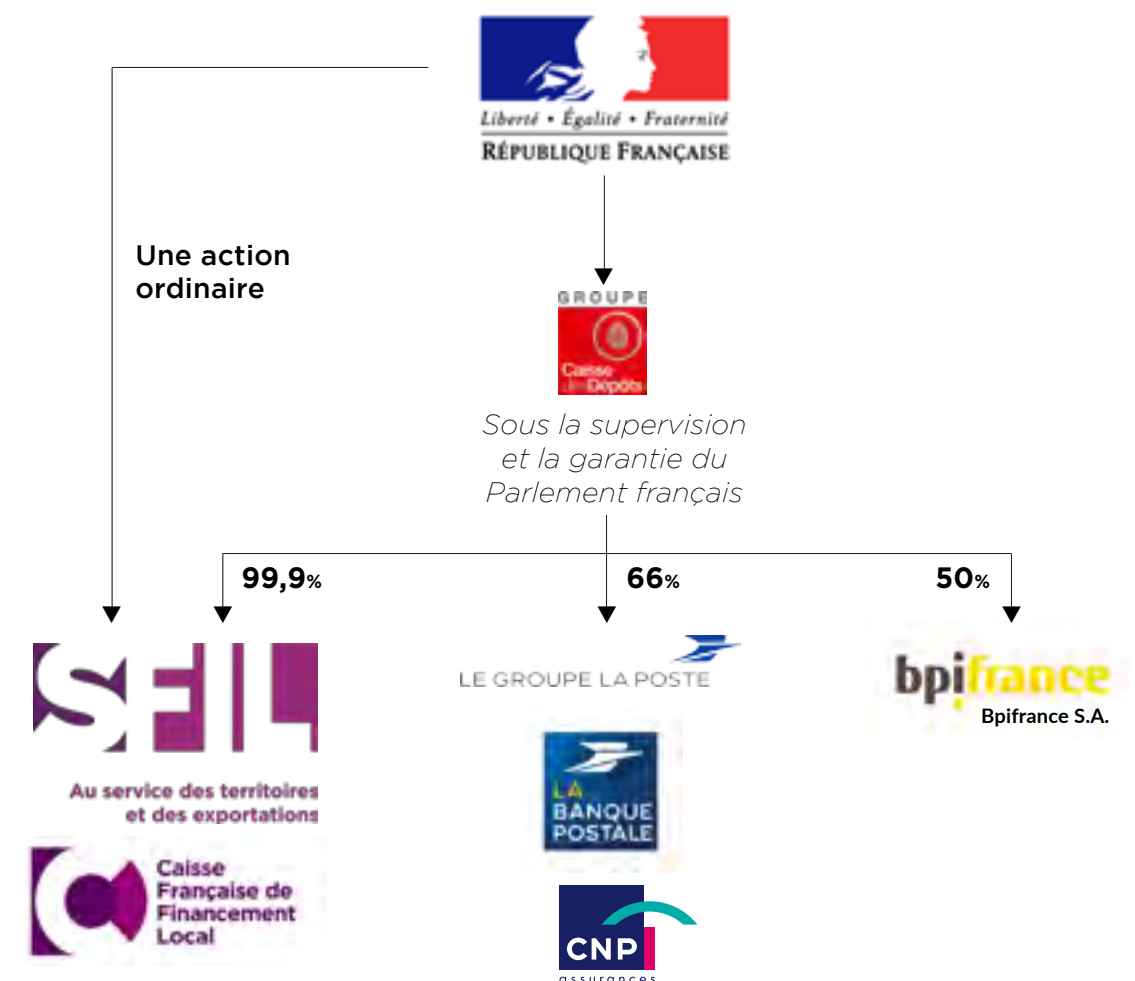 Liberté • Égalité • Fraternité
RÉPUBLIQUE FRANÇAISE
Une action
ordinaire
GROUPE
Caisse
des Dépôts
Sous la supervision
et la garantie du
Parlement français
99,9%
66%
50%
SFIL
Au service des territoires
et des exportations
Caisse
Française de
Financement
Local
LE GROUPE LA POSTE
LA
BANQUE
POSTALE
CNP
assurances
bpifrance
Bpifrance S.A.